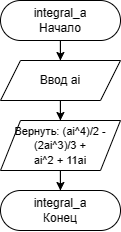 integral_a
Начало
Ввод ai
Вернуть: (ai^4)/2 -
(2ai^3)/3 +
ai^2 + 11ai
integral_a
Конец